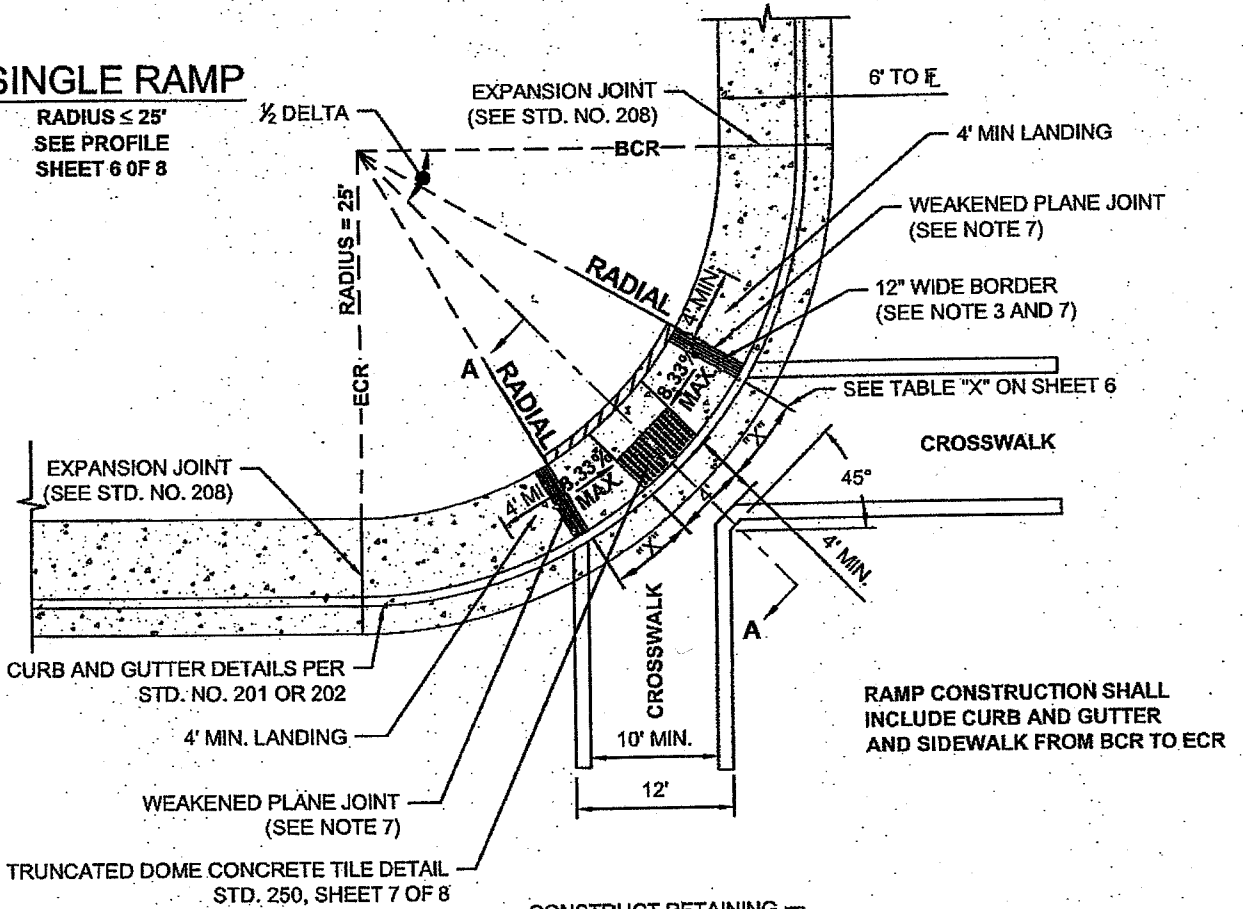 SINGLE RAMP
RADIUS ≤ 25'
SEE PROFILE
SHEET 6 OF 8
½ DELTA
EXPANSION JOINT
(SEE STD. NO. 208)
6' TO
BCR
4' MIN LANDING
WEAKENED PLANE JOINT
(SEE NOTE 7)
12" WIDE BORDER
(SEE NOTE 3 AND 7)
RADIUS = 25'
ECR
RADIAL
4' MIN.
A
RADIAL
8.33%
MAX.
SEE TABLE "X" ON SHEET 6
"X"
CROSSWALK
45°
EXPANSION JOINT
(SEE STD. NO. 208)
4' MI
8.33%
MAX.
4'
"X"
4' MIN.
A
CROSSWALK
CURB AND GUTTER DETAILS PER
STD. NO. 201 OR 202
4' MIN. LANDING
10' MIN.
12'
RAMP CONSTRUCTION SHALL
INCLUDE CURB AND GUTTER
AND SIDEWALK FROM BCR TO ECR
WEAKENED PLANE JOINT
(SEE NOTE 7)
TRUNCATED DOME CONCRETE TILE DETAIL
STD. 250, SHEET 7 OF 8
CONSTRUCT RETAINING